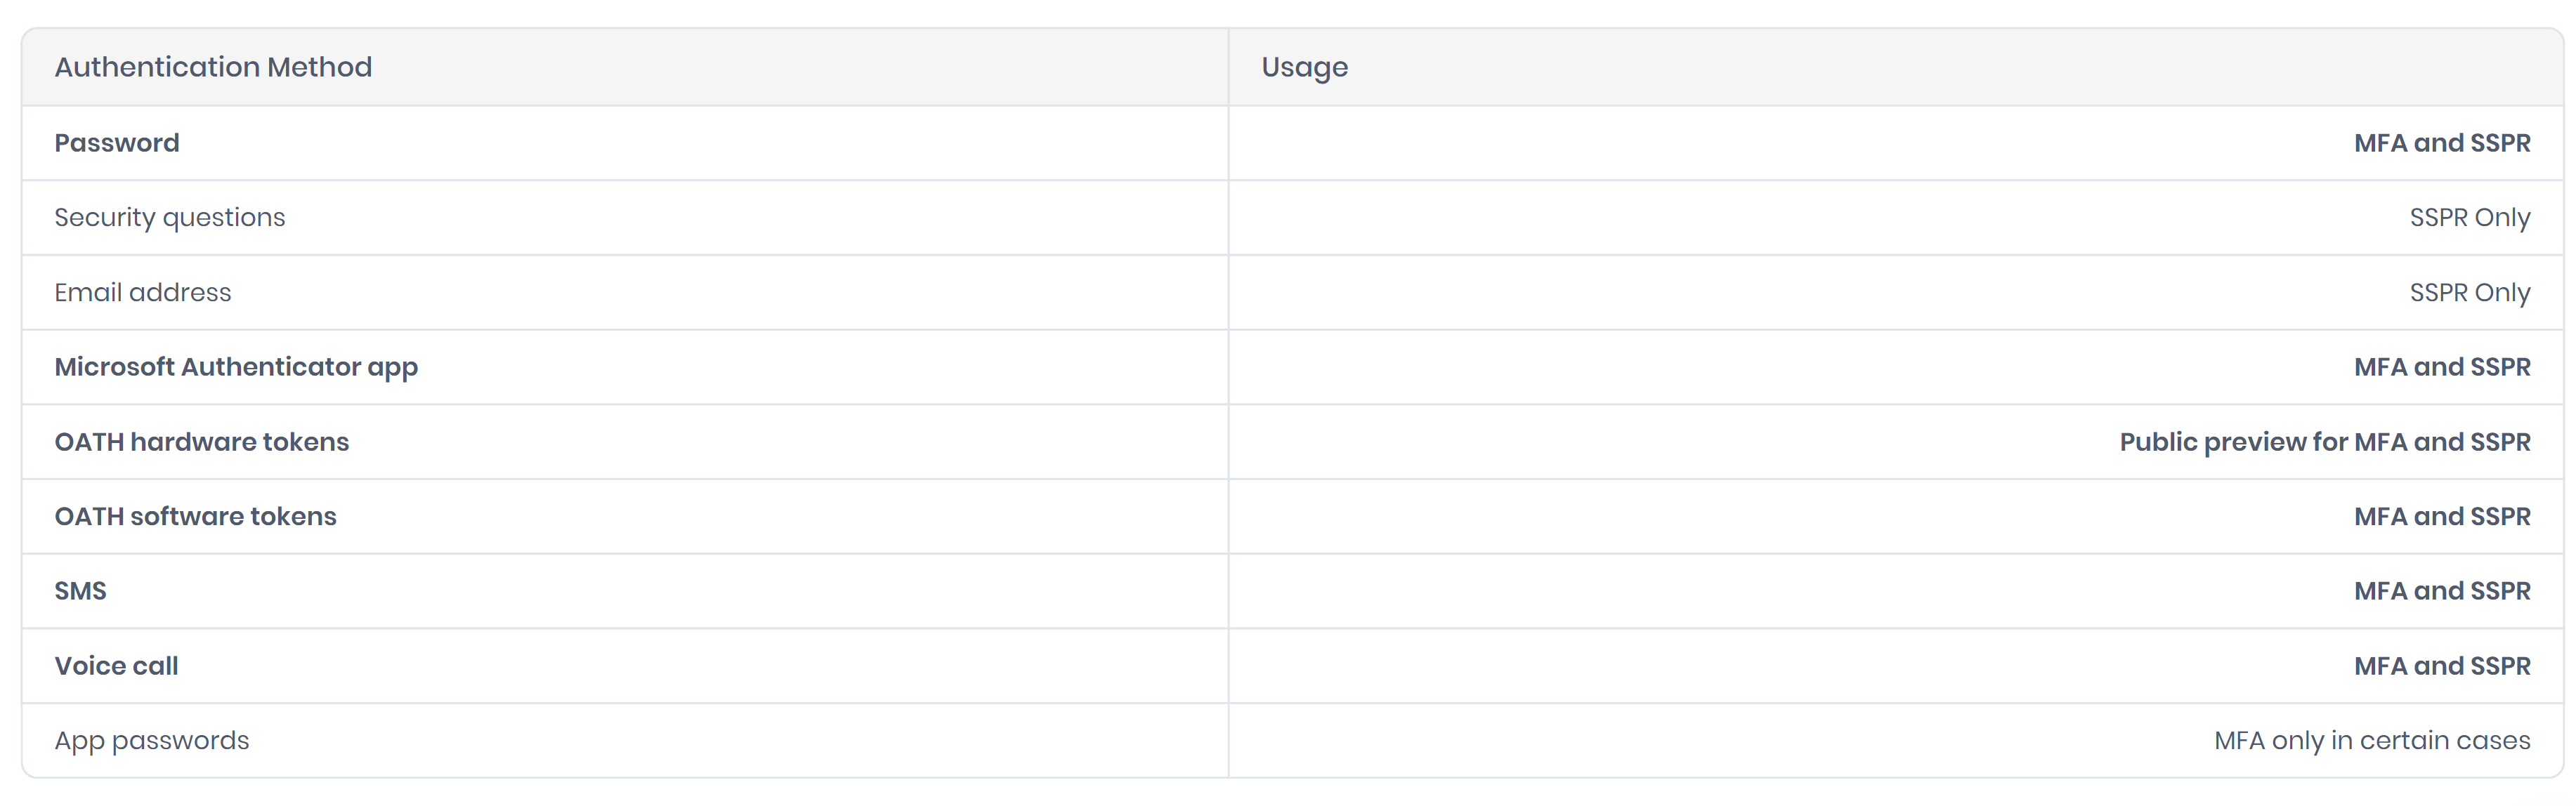 Authentication Method Usage
Password MFA and SSPR
Security questions SSPR Only
Email address SSPR Only
Microsoft Authenticator app MFA and SSPR
OATH hardware tokens Public preview for MFA and SSPR
OATH software tokens MFA and SSPR
SMS MFA and SSPR
Voice call MFA and SSPR
App passwords MFA only in certain cases